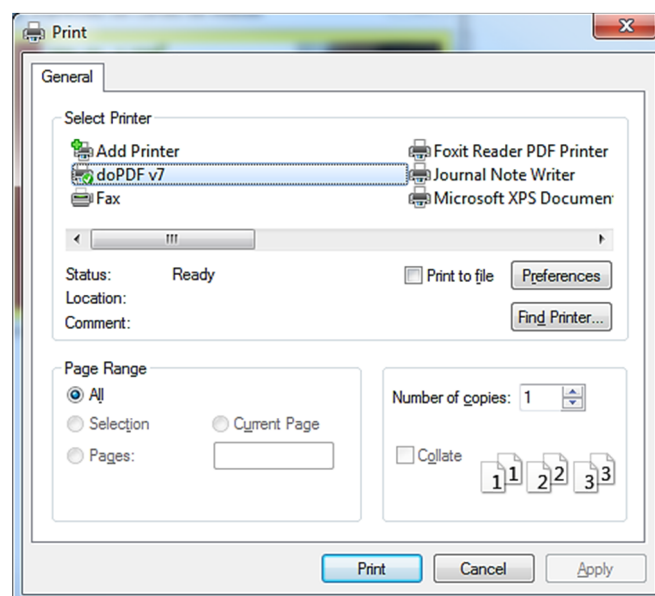 Print
General
Select Printer
Add Printer
doPDF v7
Fax
Foxit Reader PDF Printer
Journal Note Writer
Microsoft XPS Documen
Status: Ready
Location:
Comment:
Print to file
Preferences
Find Printer...
Page Range
All
Selection
Current Page
Pages:
Number of copies: 1
Collate
1 1 2 2 3 3
Print
Cancel
Apply